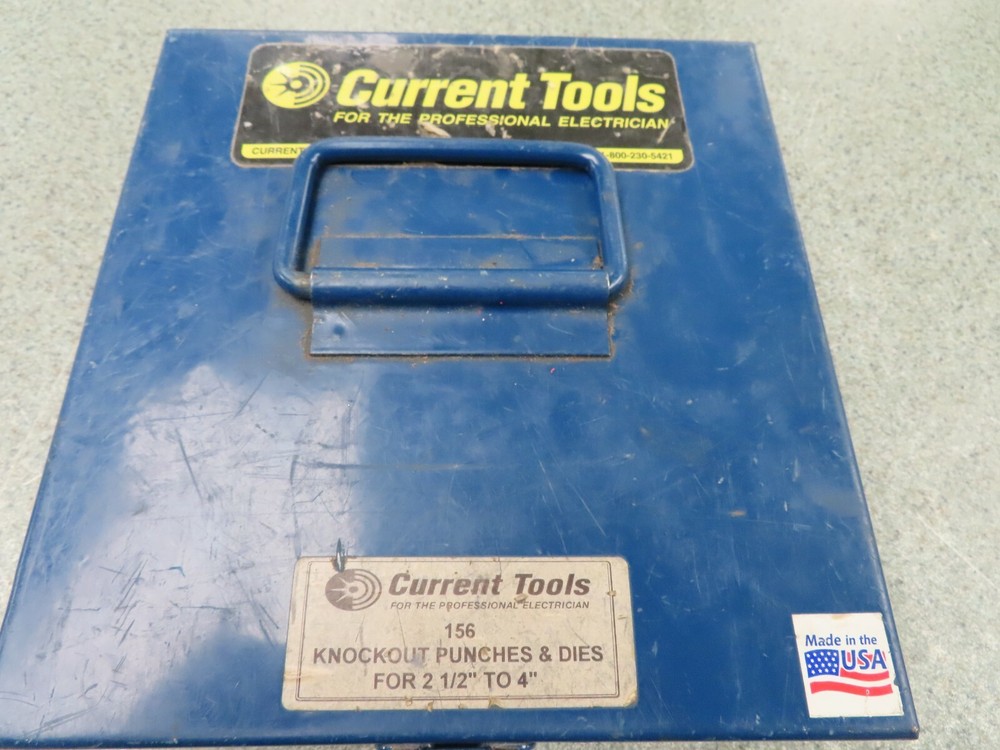 Current Tools
FOR THE PROFESSIONAL ELECTRICIAN
CURRENT
-800-230-5421
Current Tools
FOR THE PROFESSIONAL ELECTRICIAN
156
KNOCKOUT PUNCHES & DIES
FOR 2 1/2" TO 4"
Made in the
USA